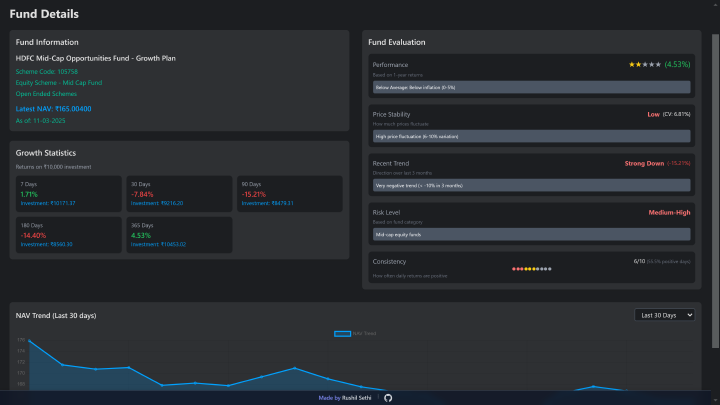 Fund Details
Fund Information
HDFC Mid-Cap Opportunities Fund - Growth Plan
Scheme Code: 105758
Equity Scheme - Mid Cap Fund
Open Ended Schemes
Latest NAV: ₹165.00400
As of: 11-03-2025
Growth Statistics
Returns on ₹10,000 investment
7 Days
1.71%
Investment: ₹10171.37
30 Days
-7.84%
Investment: ₹9216.20
90 Days
-15.21%
Investment: ₹8479.31
180 Days
-14.40%
Investment: ₹8560.30
365 Days
4.53%
Investment: ₹10453.02
Fund Evaluation
Performance
★★★★★ (4.53%)
Based on 1-year returns
Below Average: Below inflation (0-5%)
Price Stability
Low (CV: 6.81%)
How much prices fluctuate
High price fluctuation (6-10% variation)
Recent Trend
Strong Down (-15.21%)
Direction over last 3 months
Very negative trend (> -10% in 3 months)
Risk Level
Medium-High
Based on fund category
Mid-cap equity funds
Consistency
6/10
How often daily returns are positive
NAV Trend (Last 30 days)
Last 30 Days
NAV Trend
176
174
172
170
168
Made by Rushil Sethi